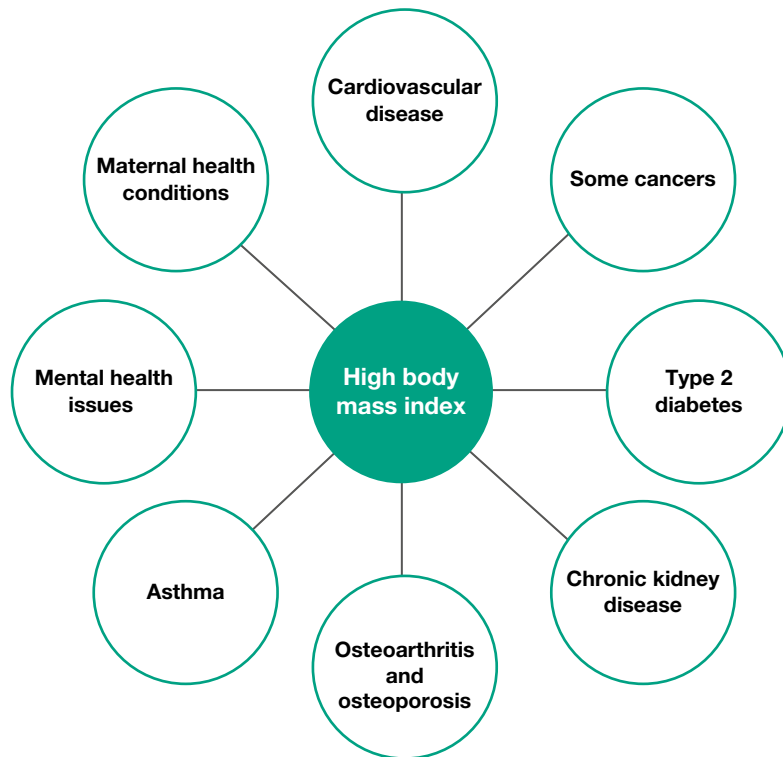 Cardiovascular
disease
Maternal health
conditions
Some cancers
Mental health
issues
High body
mass index
Type 2
diabetes
Asthma
Chronic kidney
disease
Osteoarthritis
and
osteoporosis